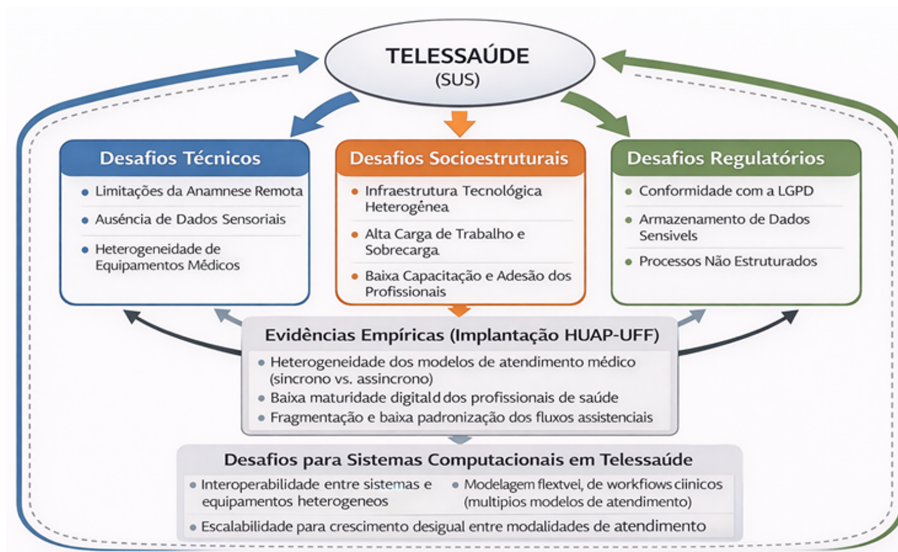 TELESSAÚDE
(SUS)
Desafios Técnicos
Limitações da Anamnese Remota
Ausência de Dados Sensoriais
Heterogeneidade de
Equipamentos Médicos
Desafios Socioestruturais
Infraestrutura Tecnológica
Heterogénea
Alta Carga de Trabalho e
Sobrecarga
Baixa Capacitação e Adesão dos
Profissionais
Desafios Regulatórios
Conformidade com a LGPD
Armazenamento de Dados
Sensivels
Processos Não Estruturados
Evidências Empíricas (Implantação HUAP-UFF)
Heterogeneidade dos modelos de atendimento médico
(síncrono vs. assincrono)
Baixa maturidade digital dos profissionais de saúde
Fragmentação e baixa padronização dos fluxos assistenciais
Desafios para Sistemas Computacionais em Telessaúde
Interoperabilidade entre sistemas e
equipamentos heterogeneos
Modelagem flextvel, de workflows ciinicos
(multipios modelos de atendimento)
Escalabilidade para crescimento desigual entre modalidades de atendimento